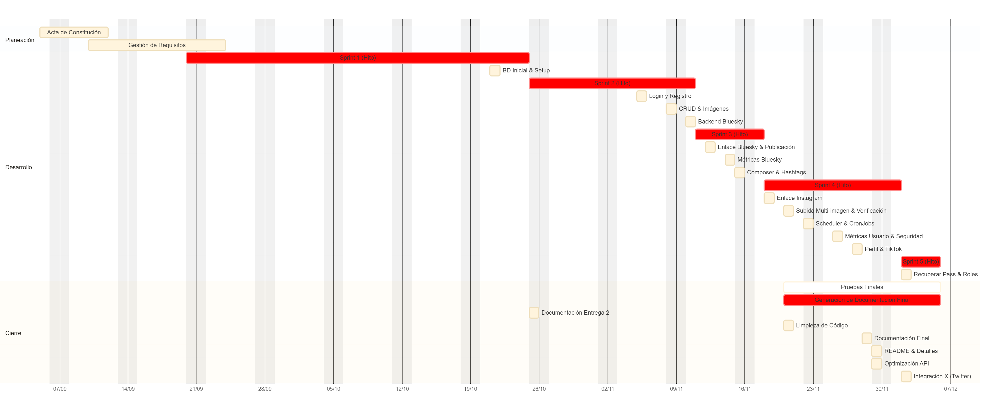 Planeación
Acta de Constitución
Gestión de Requisitos
Desarrollo
Sprint 1 (Hito)
BD Inicial & Setup
Sprint 2 (Hito)
Login y Registro
CRUD & Imágenes
Backend Bluesky
Sprint 3 (Hito)
Enlace Bluesky & Publicación
Métricas Bluesky
Composer & Hashtags
Sprint 4 (Hito)
Enlace Instagram
Subida Multi-imagen & Verificación
Scheduler & CronJobs
Métricas Usuario & Seguridad
Perfil & TikTok
Sprint 5 (Hito)
Recuperar Pass & Roles
Cierre
Pruebas Finales
Generación de Documentación Final
Documentación Entrega 2
Limpieza de Código
Documentación Final
README & Detalles
Optimización API
Integración X (Twitter)
07/09 14/09 21/09 28/09 05/10 12/10 19/10 26/10 02/11 09/11 16/11 23/11 30/11 07/12